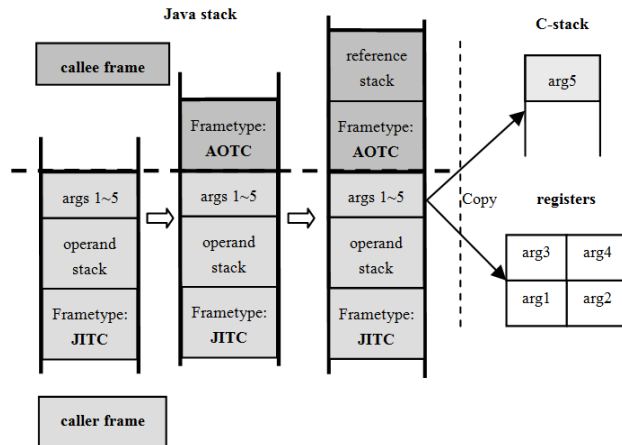 Java stack
C-stack
callee frame
reference
stack
arg5
Frametype:
AOTC
Frametype:
AOTC
args 1~5
args 1~5
args 1~5
Copy
registers
operand
stack
operand
stack
operand
stack
arg3
arg4
arg1
arg2
Frametype:
JITC
Frametype:
JITC
Frametype:
JITC
caller frame